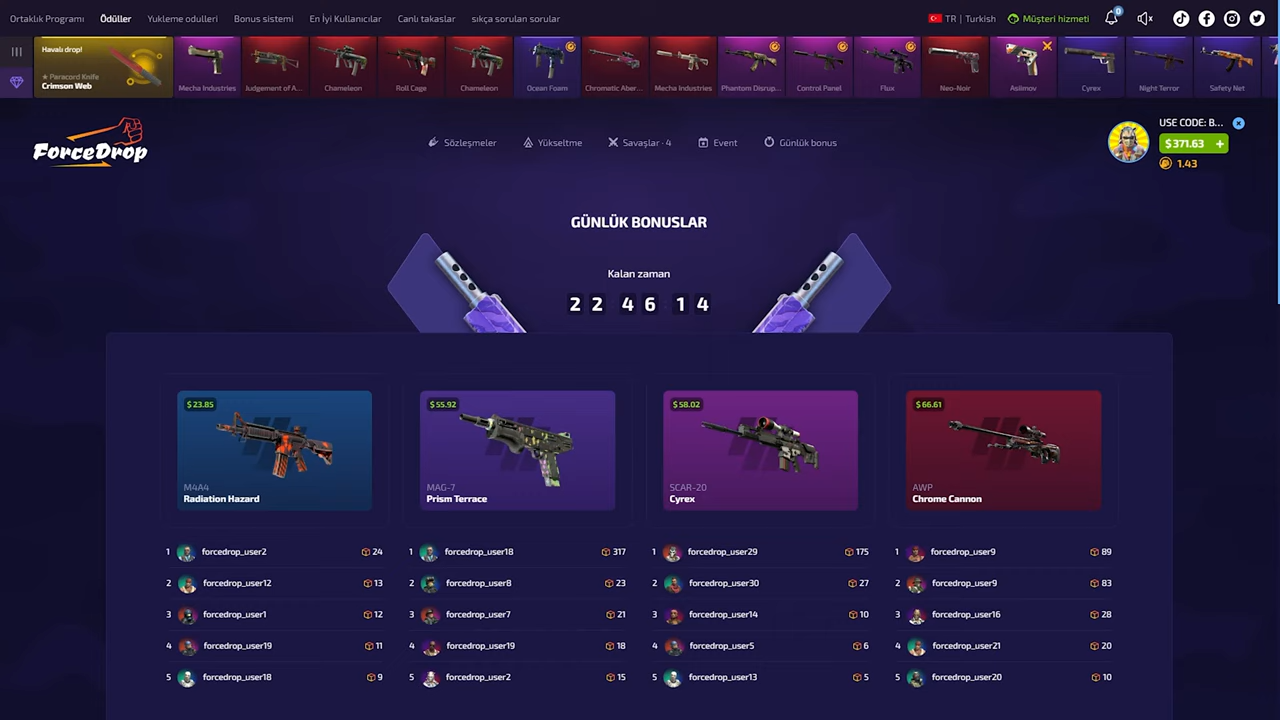 Ortaklık Programı
Ödüller
Yukleme odulleri
Bonus sistemi
En İyi Kullanıcılar
Canlı takaslar
sıkça sorulan sorular
TR | Turkish
Müşteri hizmeti
0
Havalı drop!
★ Paracord Knife
Crimson Web
Mecha Industries
Judgement of A...
Chameleon
Roll Cage
Chameleon
Ocean Foam
Chromatic Aber...
Mecha Industries
Phantom Disrup...
Control Panel
Flux
Neo-Noir
Asiimov
Cyrex
Night Terror
Safety Net
ForceDrop
Sözleşmeler
Yükseltme
Savaşlar · 4
Event
Günlük bonus
USE CODE: B...
$ 371.63 +
1.43
GÜNLÜK BONUSLAR
Kalan zaman
22 46 14
$ 23.85
M4A4
Radiation Hazard
$ 55.92
MAG-7
Prism Terrace
$ 58.02
SCAR-20
Cyrex
$ 66.61
AWP
Chrome Cannon
1 forcedrop_user2 24
2 forcedrop_user12 13
3 forcedrop_user1 12
4 forcedrop_user19 11
5 forcedrop_user18 9
1 forcedrop_user18 317
2 forcedrop_user8 23
3 forcedrop_user7 21
4 forcedrop_user19 18
5 forcedrop_user2 15
1 forcedrop_user29 175
2 forcedrop_user30 27
3 forcedrop_user14 10
4 forcedrop_user5 6
5 forcedrop_user13 5
1 forcedrop_user9 89
2 forcedrop_user9 83
3 forcedrop_user16 28
4 forcedrop_user21 20
5 forcedrop_user20 10